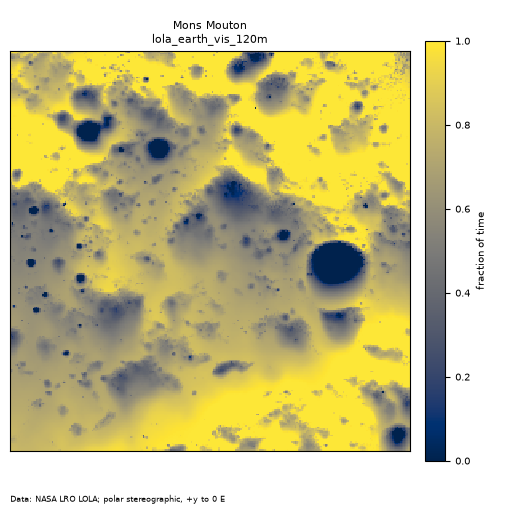 Mons Mouton
lola_earth_vis_120m
1.0
0.8
0.6
0.4
0.2
0.0
fraction of time
Data: NASA LRO LOLA; polar stereographic, +y to 0 E